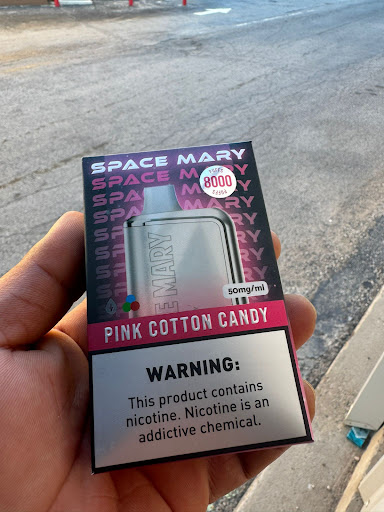 SPACE MARY
SPACE MARY
SPACE MARY
SPACE MARY
8000
E MARY
50mg/ml
PINK COTTON CANDY
WARNING:
This product contains
nicotine. Nicotine is an
addictive chemical.